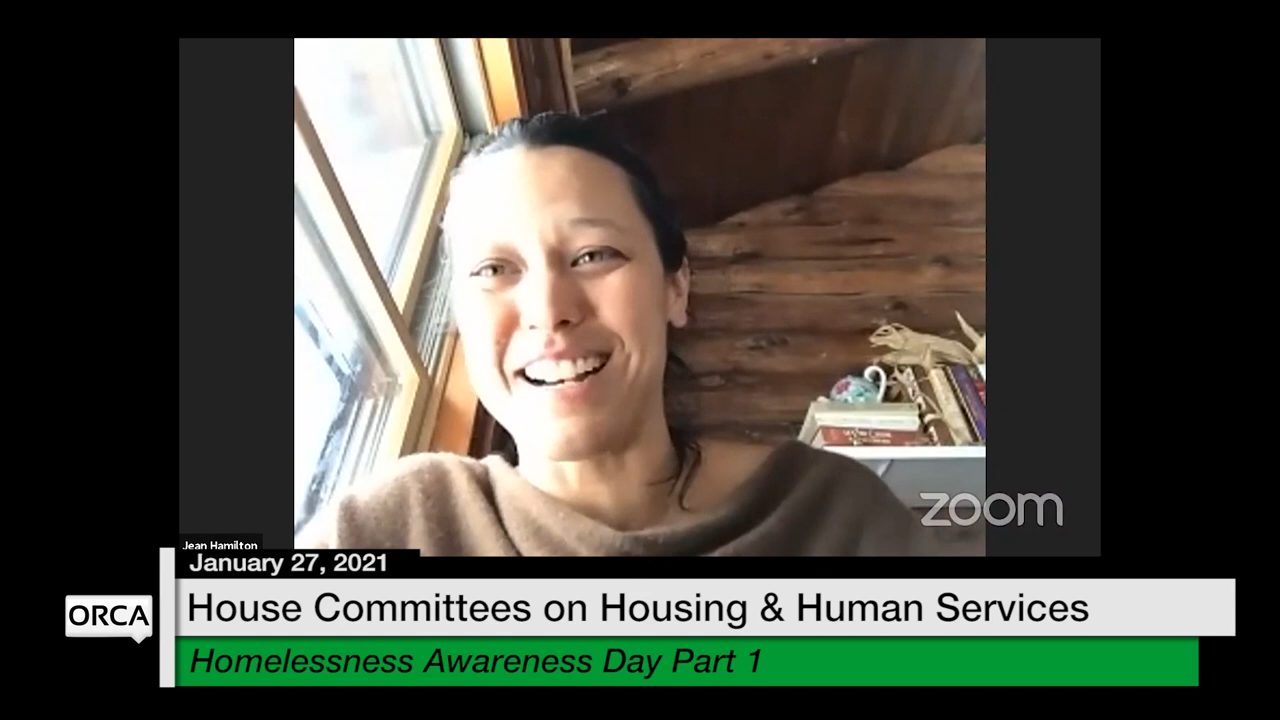 zoom
Jean Hamilton
January 27, 2021
ORCA
House Committees on Housing & Human Services
Homelessness Awareness Day Part 1